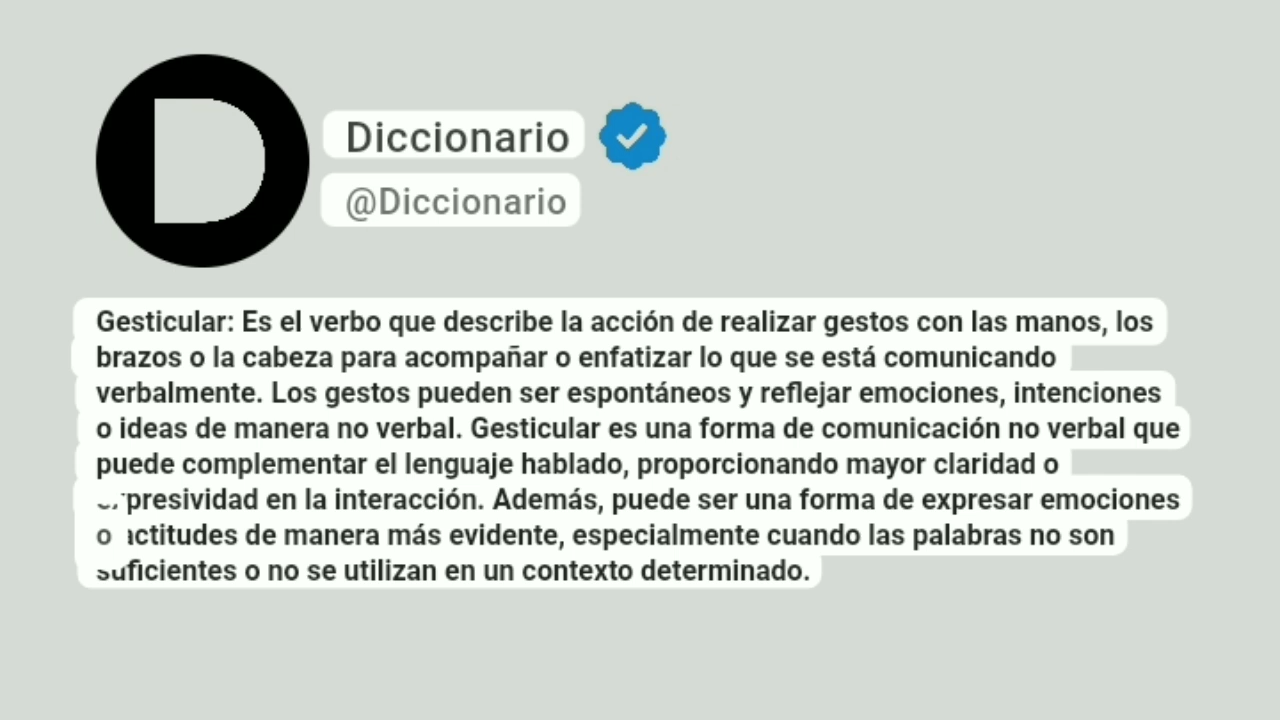 D
Diccionario
@Diccionario
Gesticular: Es el verbo que describe la acción de realizar gestos con las manos, los
brazos o la cabeza para acompañar o enfatizar lo que se está comunicando
verbalmente. Los gestos pueden ser espontáneos y reflejar emociones, intenciones
o ideas de manera no verbal. Gesticular es una forma de comunicación no verbal que
puede complementar el lenguaje hablado, proporcionando mayor claridad o
expresividad en la interacción. Además, puede ser una forma de expresar emociones
o actitudes de manera más evidente, especialmente cuando las palabras no son
suficientes o no se utilizan en un contexto determinado.